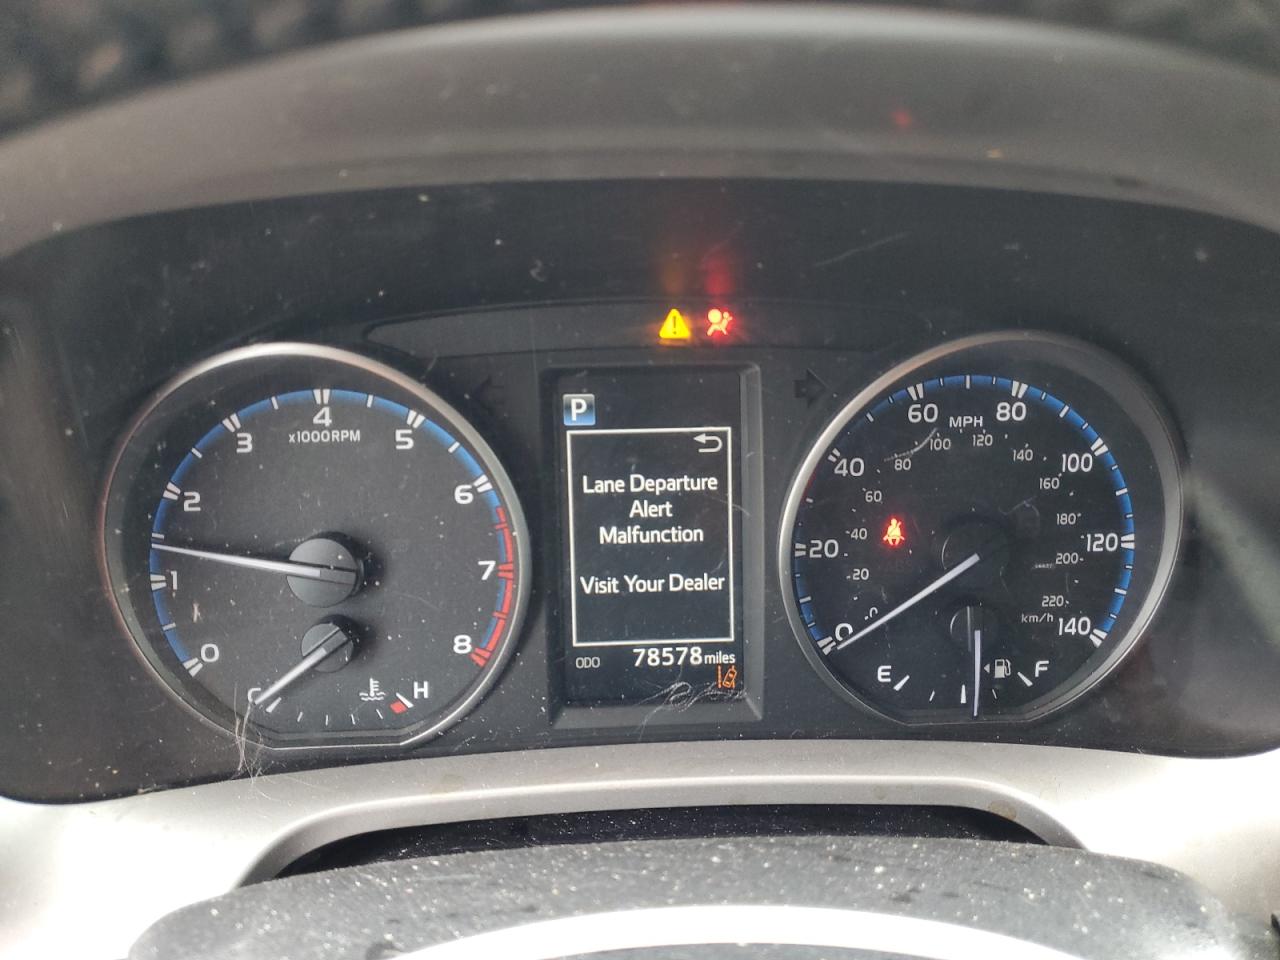 P
Lane Departure
Alert
Malfunction
Visit Your Dealer
ODO 78578 miles
0 1 2 3 4 5 6 7 8
x1000RPM
C H
0 20 40 60 80 100 120 140
MPH
0 20 40 60 80 100 120 140 160 180 200 220
km/h
E F